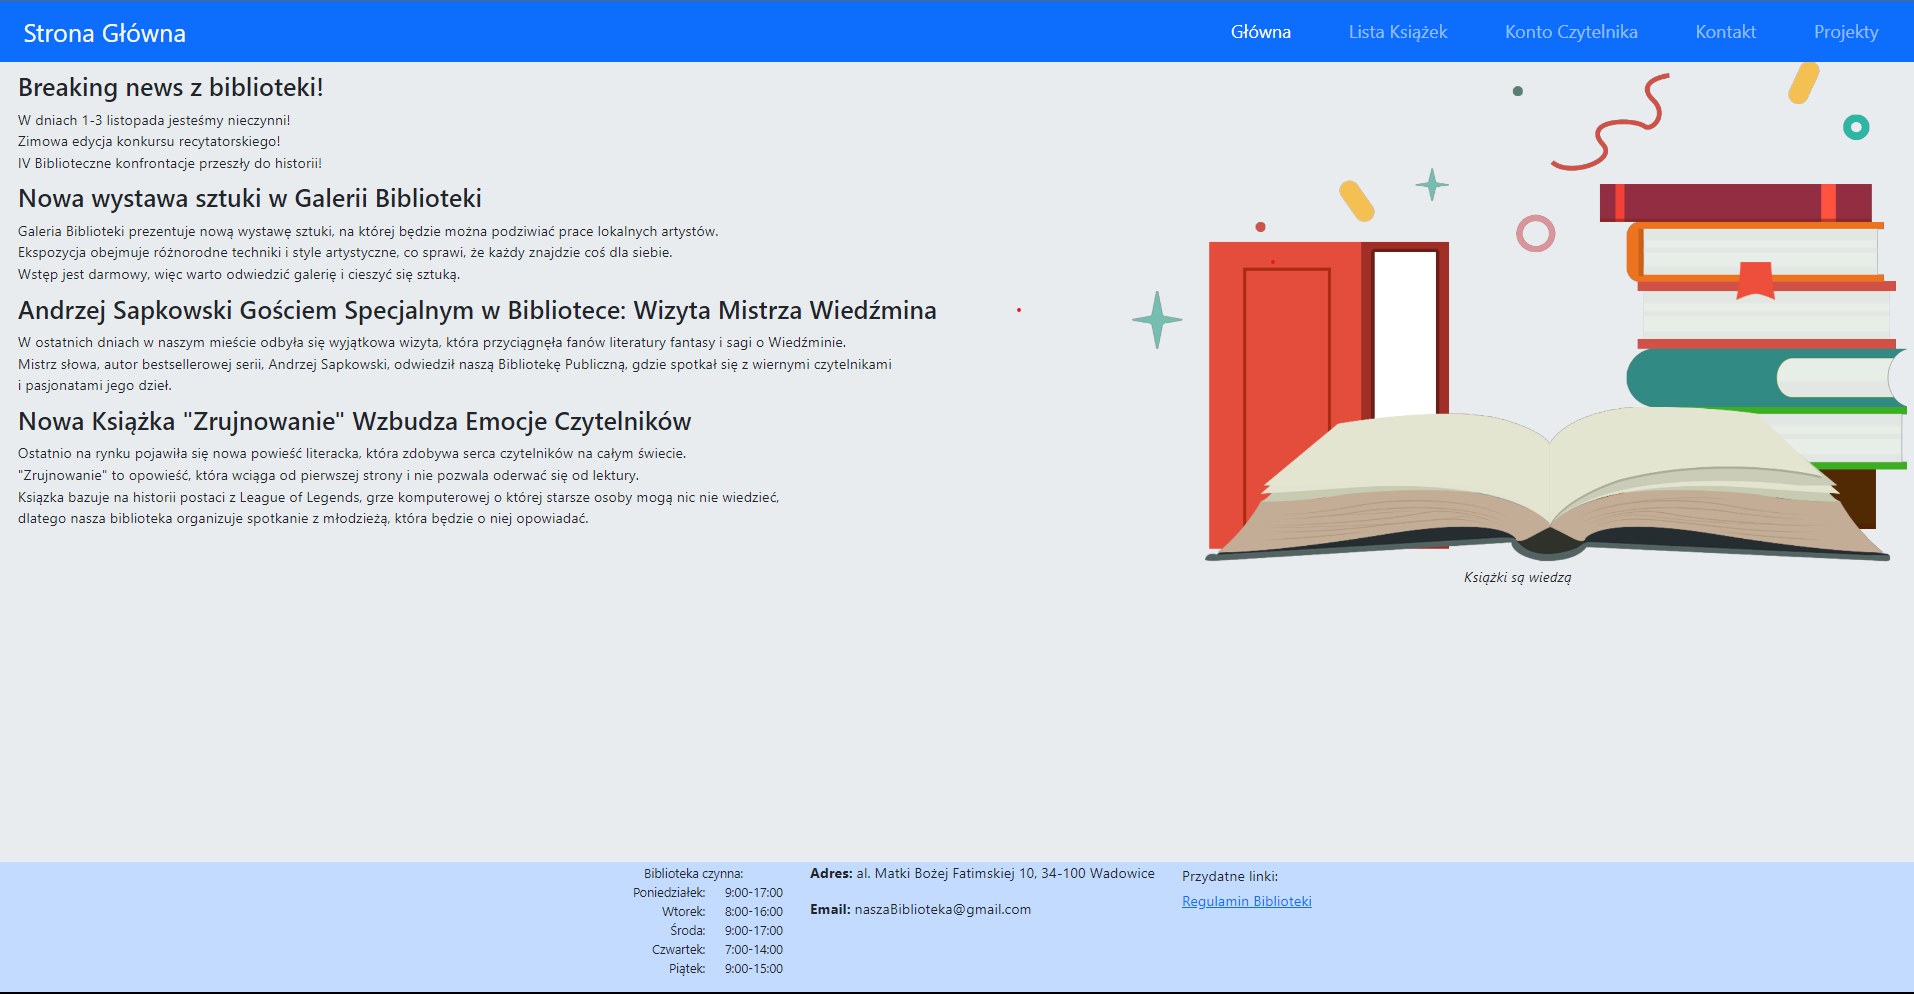 Strona Główna
Główna
Lista Książek
Konto Czytelnika
Kontakt
Projekty
Breaking news z biblioteki!
W dniach 1-3 listopada jesteśmy nieczynni!
Zimowa edycja konkursu recytatorskiego!
IV Biblioteczne konfrontacje przeszły do historii!
Nowa wystawa sztuki w Galerii Biblioteki
Galeria Biblioteki prezentuje nową wystawę sztuki, na której będzie można podziwiać prace lokalnych artystów.
Ekspozycja obejmuje różnorodne techniki i style artystyczne, co sprawi, że każdy znajdzie coś dla siebie.
Wstęp jest darmowy, więc warto odwiedzić galerię i cieszyć się sztuką.
Andrzej Sapkowski Gościem Specjalnym w Bibliotece: Wizyta Mistrza Wiedźmina
W ostatnich dniach w naszym mieście odbyła się wyjątkowa wizyta, która przyciągnęła fanów literatury fantasy i sagi o Wiedźminie.
Mistrz słowa, autor bestsellerowej serii, Andrzej Sapkowski, odwiedził naszą Bibliotekę Publiczną, gdzie spotkał się z wiernymi czytelnikami
i pasjonatami jego dzieł.
Nowa Książka "Zrujnowanie" Wzbudza Emocje Czytelników
Ostatnio na rynku pojawiła się nowa powieść literacka, która zdobywa serca czytelników na całym świecie.
"Zrujnowanie" to opowieść, która wciąga od pierwszej strony i nie pozwala oderwać się od lektury.
Ksiązka bazuje na historii postaci z League of Legends, grze komputerowej o której starsze osoby mogą nic nie wiedzieć,
dlatego nasza biblioteka organizuje spotkanie z młodzieżą, która będzie o niej opowiadać.
Książki są wiedzą
Biblioteka czynna:
Poniedziałek: 9:00-17:00
Wtorek: 8:00-16:00
Środa: 9:00-17:00
Czwartek: 7:00-14:00
Piątek: 9:00-15:00
Adres: al. Matki Bożej Fatimskiej 10, 34-100 Wadowice
Email: naszaBiblioteka@gmail.com
Przydatne linki:
Regulamin Biblioteki